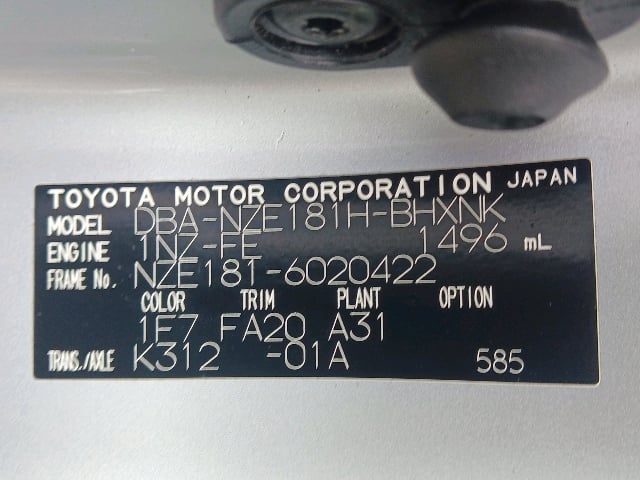 TOYOTA MOTOR CORPORATION JAPAN
MODEL DBA-NZE181H-BHXNK
ENGINE 1NZ-FE 1496 mL
FRAME No. NZE181-6020422
COLOR TRIM PLANT OPTION
1E7 FA20 A31
TRANS./AXLE K312 -01A 585